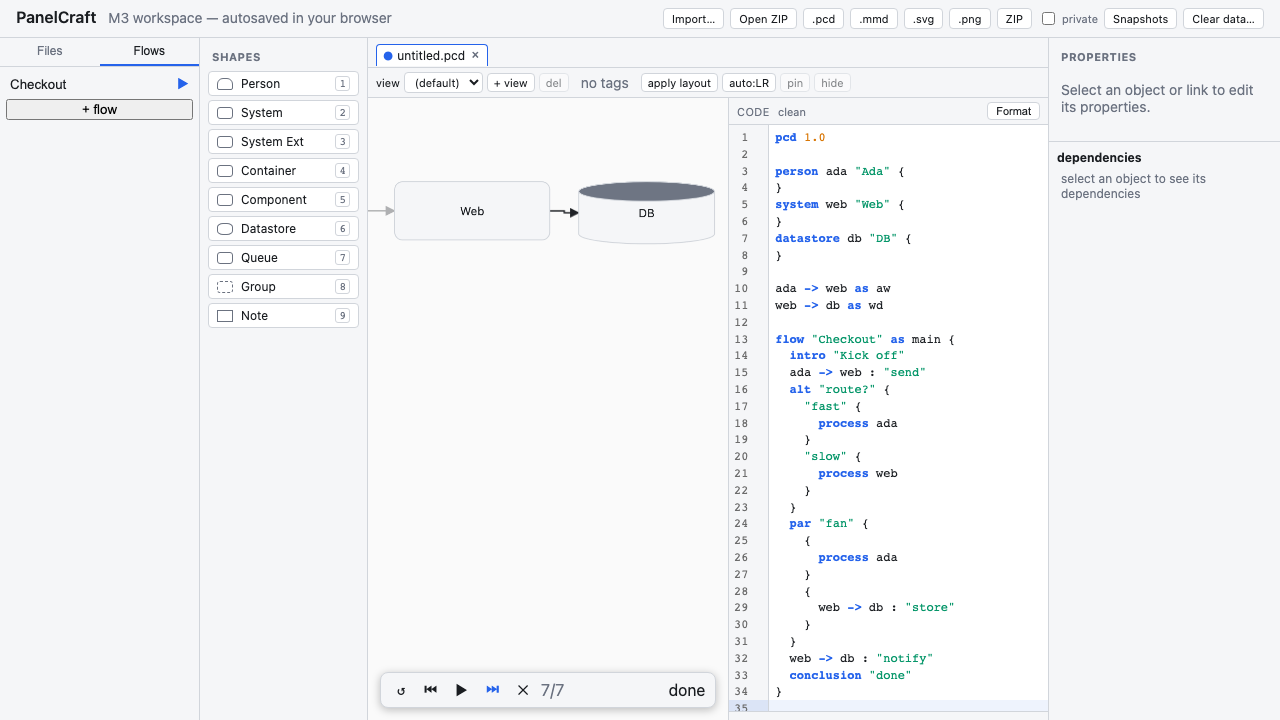 PanelCraft M3 workspace — autosaved in your browser Import... Open ZIP .pcd .mmd .svg .png ZIP private Snapshots Clear data...
Files Flows
Checkout
+ flow
SHAPES
Person 1
System 2
System Ext 3
Container 4
Component 5
Datastore 6
Queue 7
Group 8
Note 9
untitled.pcd ×
view (default) + view del no tags apply layout auto:LR pin hide
Web
DB
7/7 done
CODE clean Format
1 pcd 1.0
2
3 person ada "Ada" {
4 }
5 system web "Web" {
6 }
7 datastore db "DB" {
8 }
9
10 ada -> web as aw
11 web -> db as wd
12
13 flow "Checkout" as main {
14 intro "Kick off"
15 ada -> web : "send"
16 alt "route?" {
17 "fast" {
18 process ada
19 }
20 "slow" {
21 process web
22 }
23 }
24 par "fan" {
25 {
26 process ada
27 }
28 {
29 web -> db : "store"
30 }
31 }
32 web -> db : "notify"
33 conclusion "done"
34 }
35
PROPERTIES
Select an object or link to edit
its properties.
dependencies
select an object to see its
dependencies